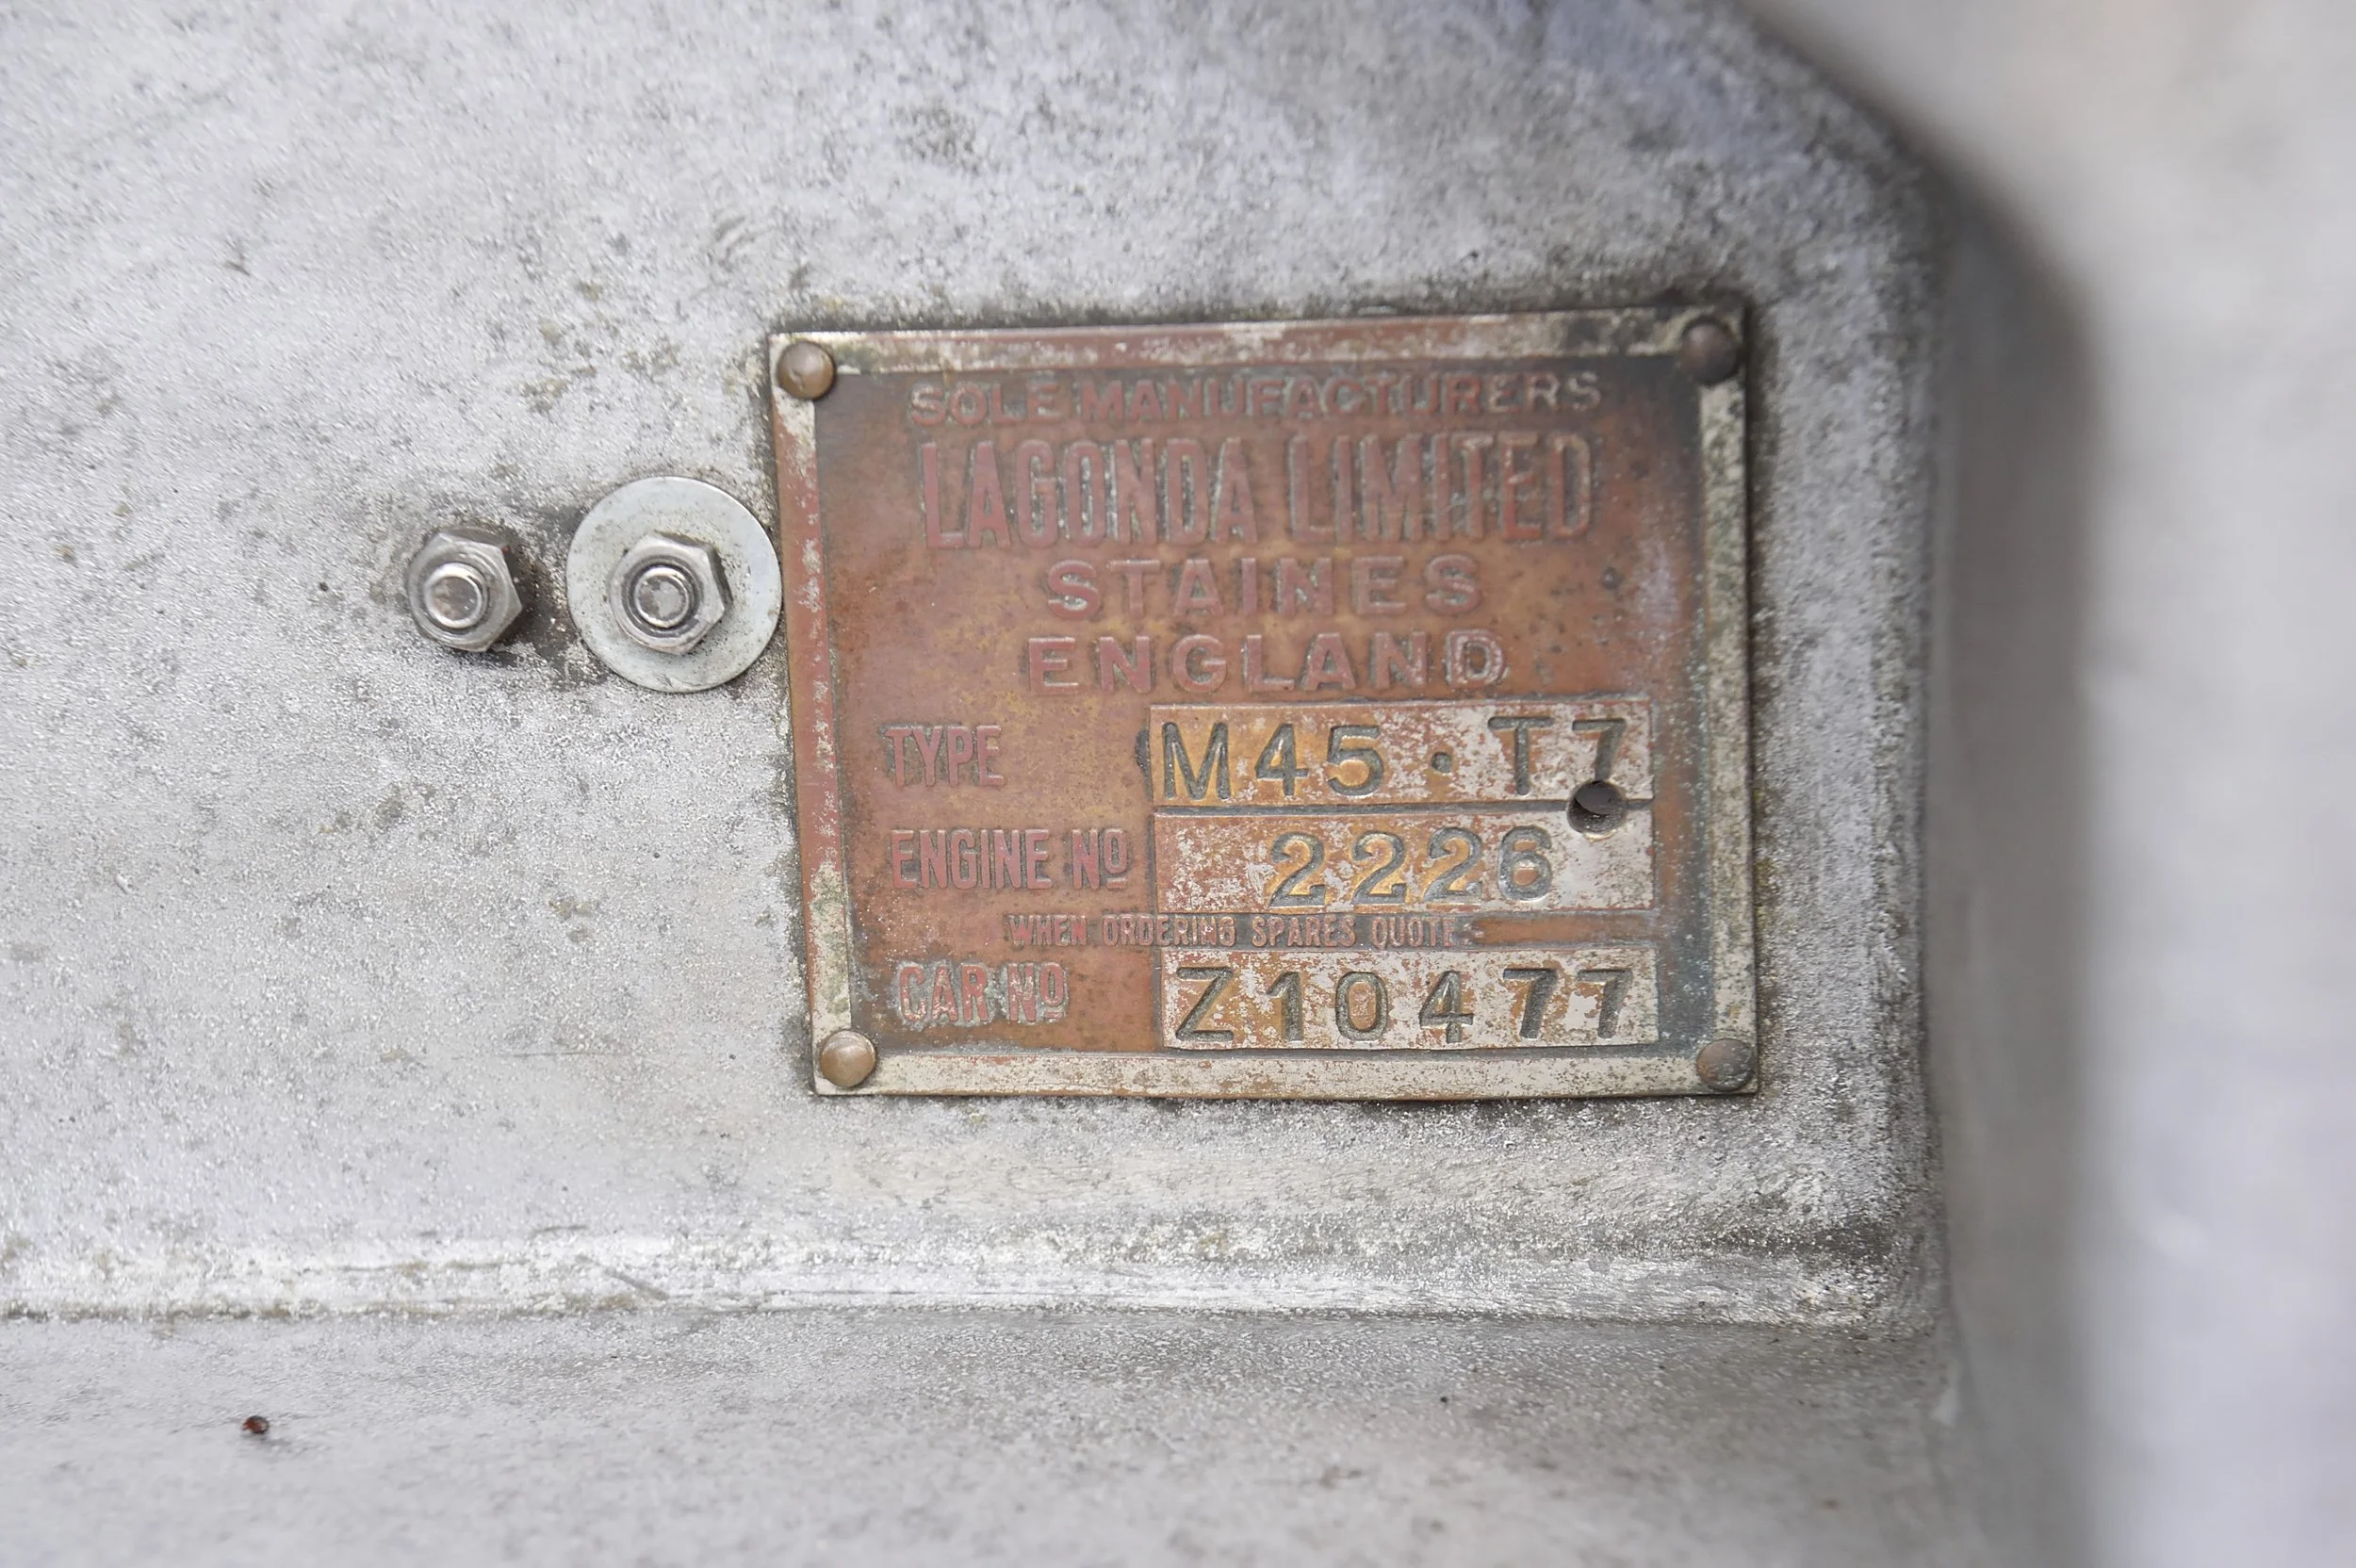 SOLE MANUFACTURERS
LAGONDA LIMITED
STAINES
ENGLAND
TYPE M45 · T7
ENGINE Nº 2226
WHEN ORDERING SPARES QUOTE:-
CAR Nº Z10477